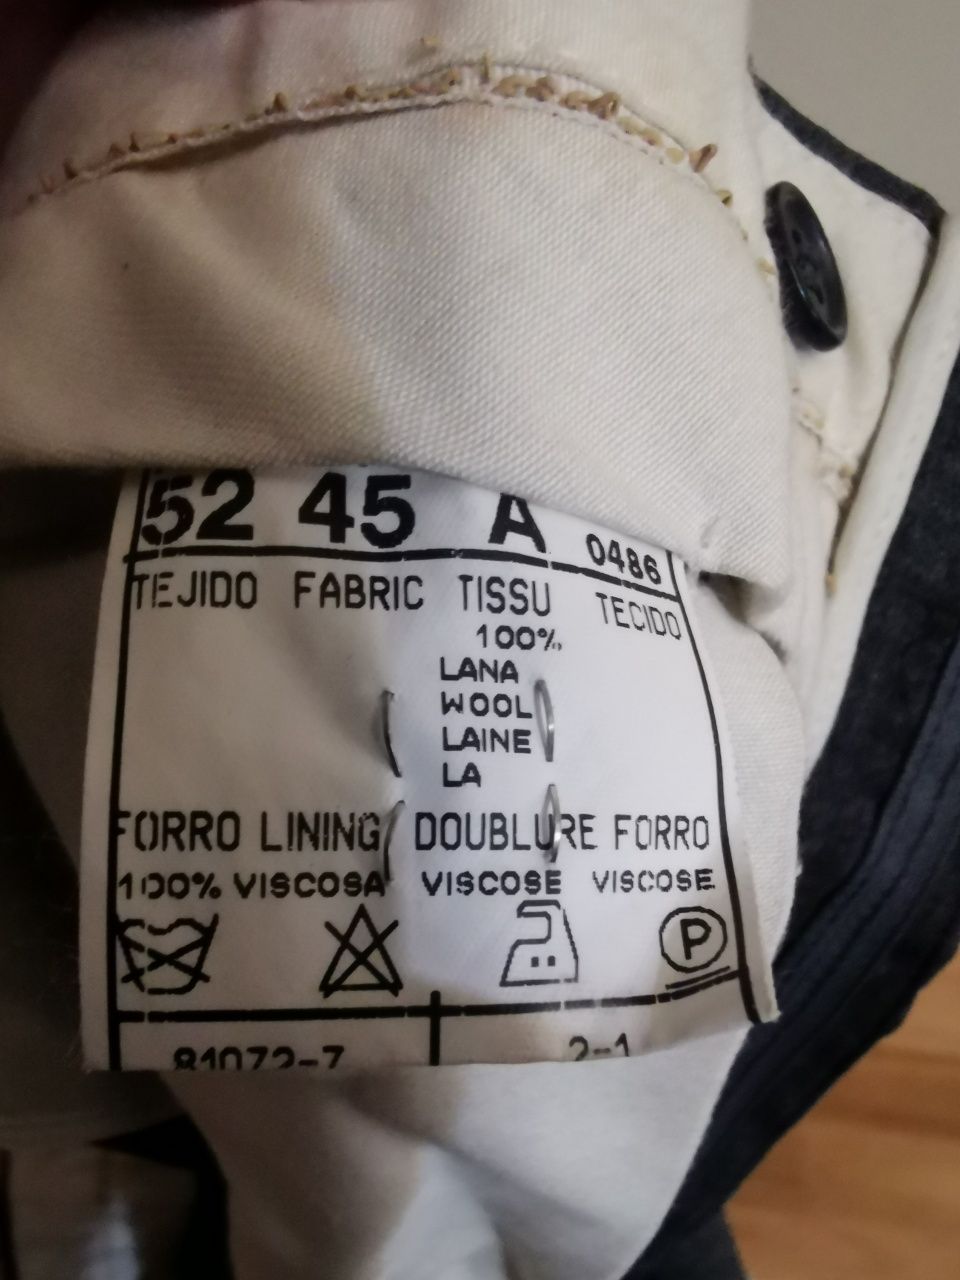 52 45 A 0486
TEJIDO FABRIC TISSU TECIDO
100%
LANA
WOOL
LAINE
LA
FORRO LINING DOUBLURE FORRO
100% VISCOSA VISCOSE VISCOSE
P
81072-7 2-1